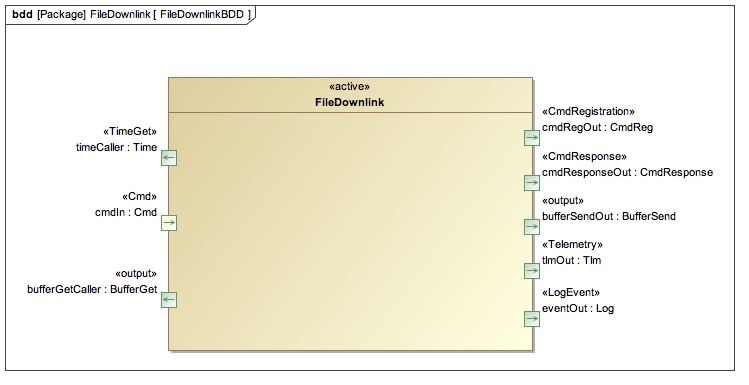 bdd [Package] FileDownlink [ FileDownlinkBDD ]
«active»
FileDownlink
«TimeGet»
timeCaller : Time
«Cmd»
cmdIn : Cmd
«output»
bufferGetCaller : BufferGet
«CmdRegistration»
cmdRegOut : CmdReg
«CmdResponse»
cmdResponseOut : CmdResponse
«output»
bufferSendOut : BufferSend
«Telemetry»
tlmOut : Tlm
«LogEvent»
eventOut : Log